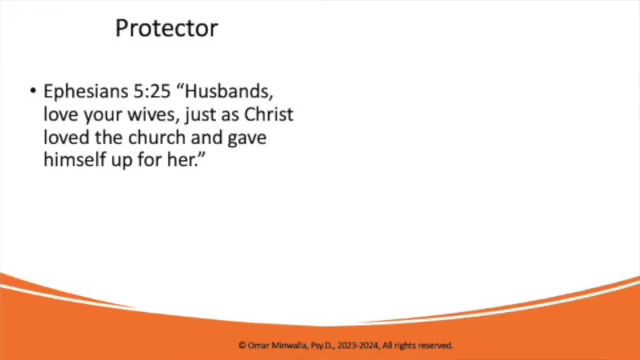 Protector
• Ephesians 5:25 “Husbands,
love your wives, just as Christ
loved the church and gave
himself up for her.”
© Omar Minwalla, Psy.D., 2023-2024, All rights reserved.